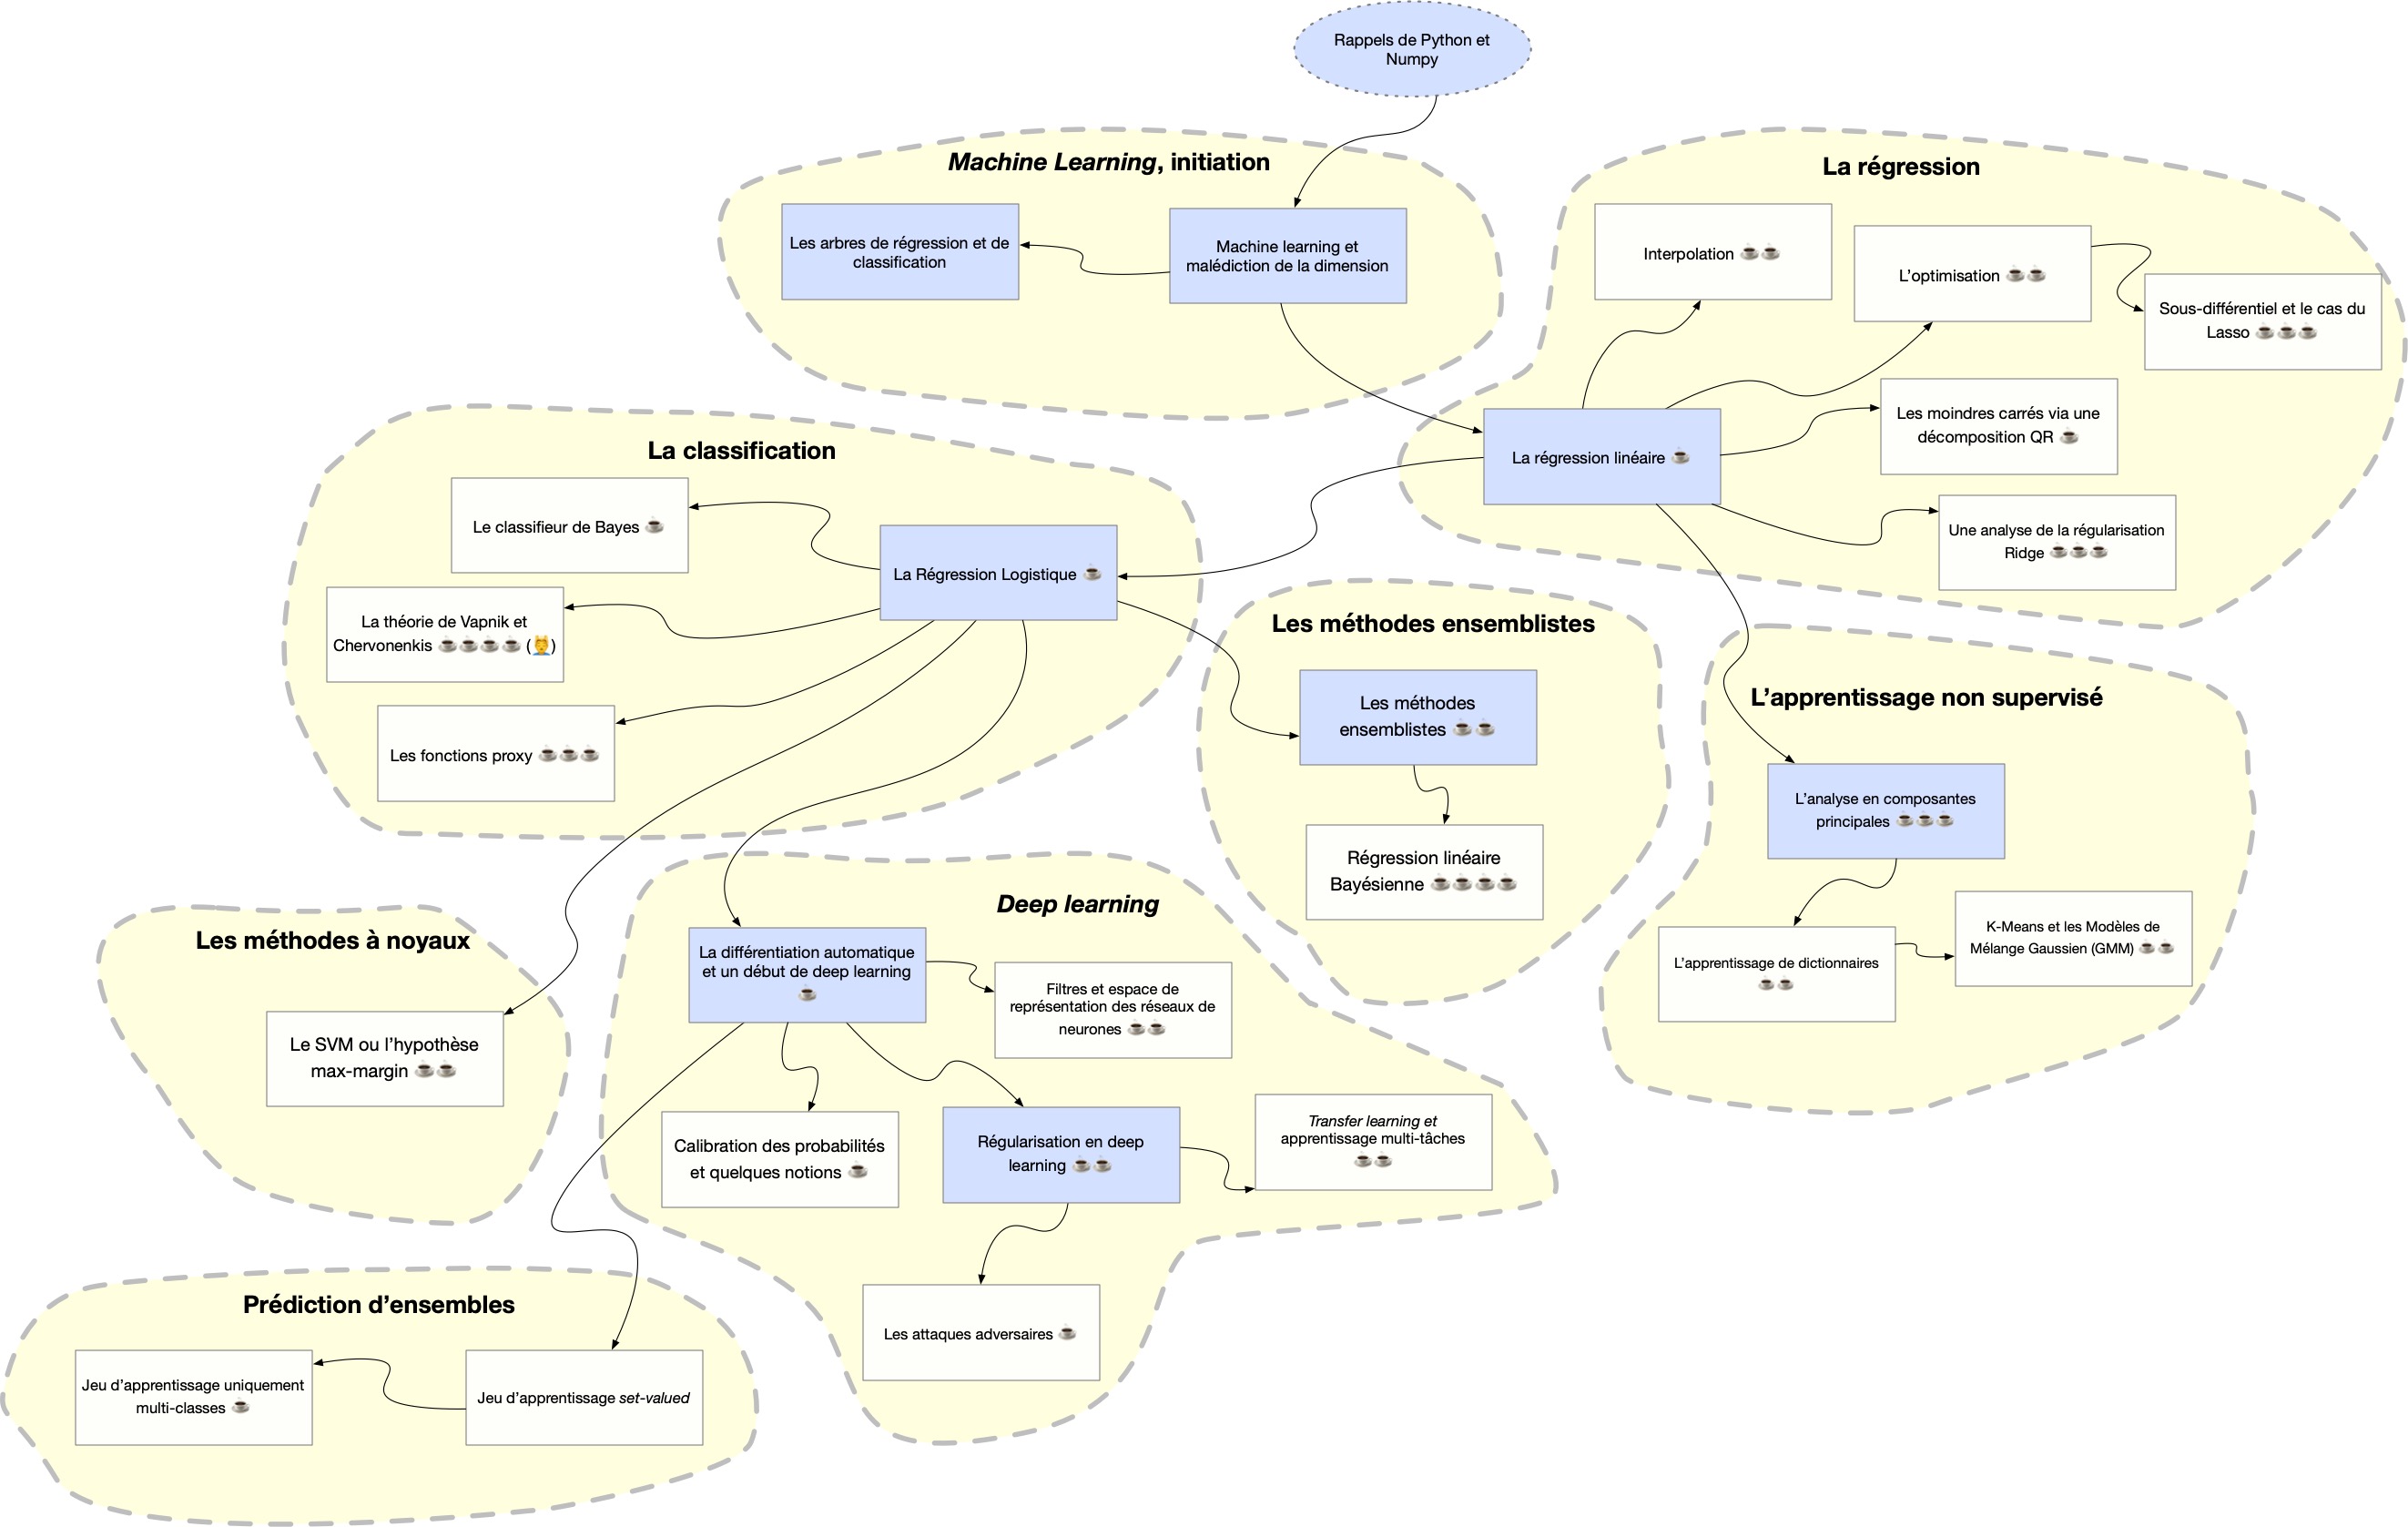 Rappels de Python et
Numpy
Machine Learning, initiation
Les arbres de régression et de
classification
Machine learning et
malédiction de la dimension
La régression
Interpolation ☕☕
L’optimisation ☕☕
Sous-différentiel et le cas du
Lasso ☕☕☕
Les moindres carrés via une
décomposition QR ☕
La régression linéaire ☕
Une analyse de la régularisation
Ridge ☕☕☕
La classification
Le classifieur de Bayes ☕
La Régression Logistique ☕
La théorie de Vapnik et
Chervonenkis ☕☕☕☕ (💆)
Les fonctions proxy ☕☕☕
Les méthodes ensemblistes
Les méthodes
ensemblistes ☕☕
Régression linéaire
Bayésienne ☕☕☕☕
L’apprentissage non supervisé
L’analyse en composantes
principales ☕☕☕
L’apprentissage de dictionnaires
☕☕
K-Means et les Modèles de
Mélange Gaussien (GMM) ☕☕
Les méthodes à noyaux
Le SVM ou l’hypothèse
max-margin ☕☕
Deep learning
La différentiation automatique
et un début de deep learning
☕
Filtres et espace de
représentation des réseaux de
neurones ☕☕
Calibration des probabilités
et quelques notions ☕
Régularisation en deep
learning ☕☕
Transfer learning et
apprentissage multi-tâches
☕☕
Les attaques adversaires ☕
Prédiction d’ensembles
Jeu d’apprentissage uniquement
multi-classes ☕
Jeu d’apprentissage set-valued